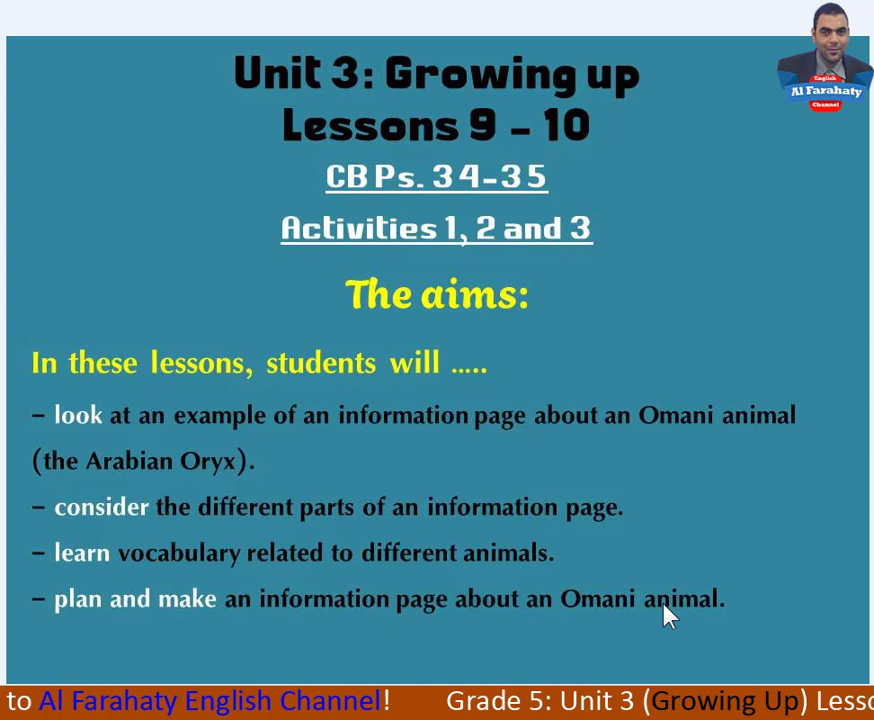 English
Al Farahaty
Channel
Unit 3: Growing up
Lessons 9 - 10
CB Ps. 34-35
Activities 1, 2 and 3
The aims:
In these lessons, students will .....
– look at an example of an information page about an Omani animal
(the Arabian Oryx).
– consider the different parts of an information page.
– learn vocabulary related to different animals.
– plan and make an information page about an Omani animal.
to Al Farahaty English Channel! Grade 5: Unit 3 (Growing Up) Lesso